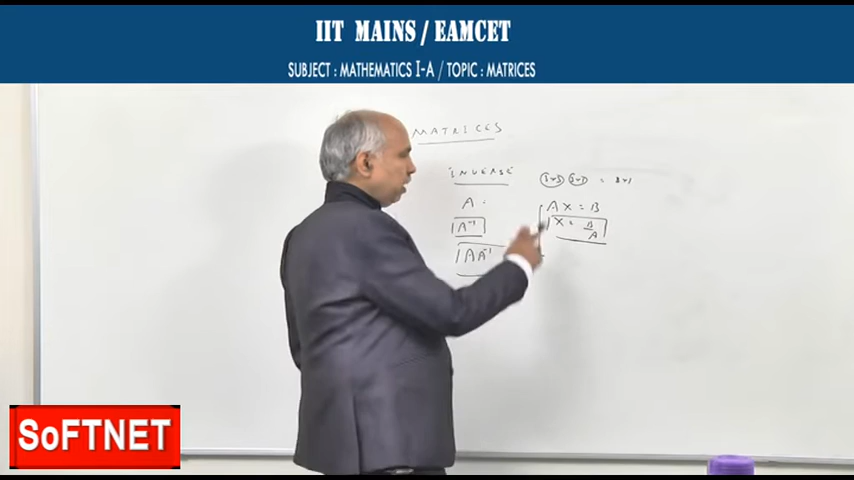 IIT MAINS / EAMCET
SUBJECT : MATHEMATICS I-A / TOPIC : MATRICES
MATRICES
INVERSE
A
A⁻¹
AA⁻¹
AX = B
X = B/A
SoFTNET